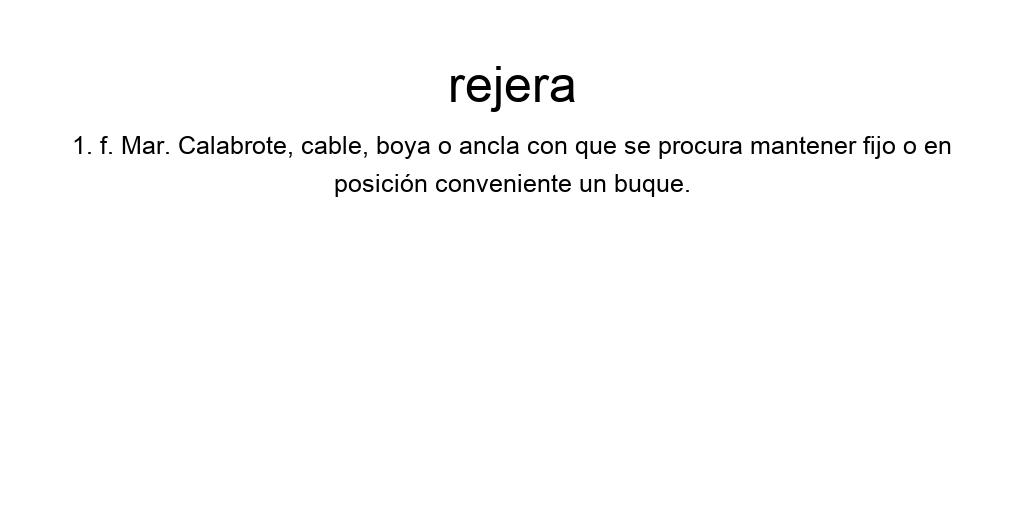 rejera
1. f. Mar. Calabrote, cable, boya o ancla con que se procura mantener fijo o en
posición conveniente un buque.